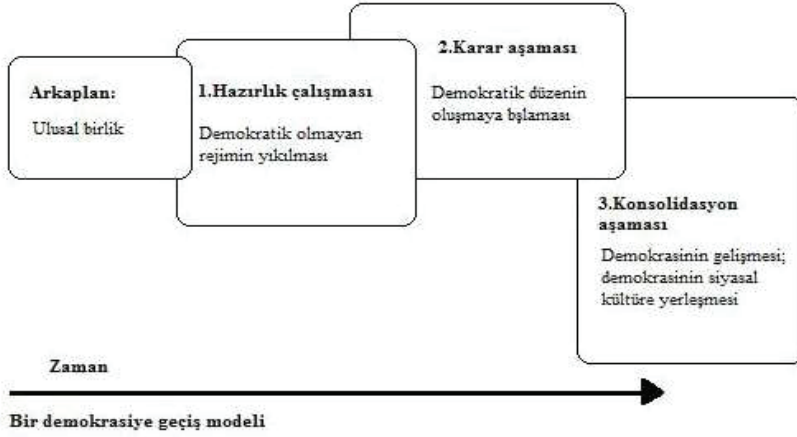 Arkaplan:
Ulusal birlik
1.Hazırlık çalışması
Demokratik olmayan
rejimin yıkılması
2.Karar aşaması
Demokratik düzenin
oluşmaya bşlaması
3.Konsolidasyon
aşaması
Demokrasinin gelişmesi;
demokrasinin siyasal
kültüre yerleşmesi
Zaman
Bir demokrasiye geçiş modeli